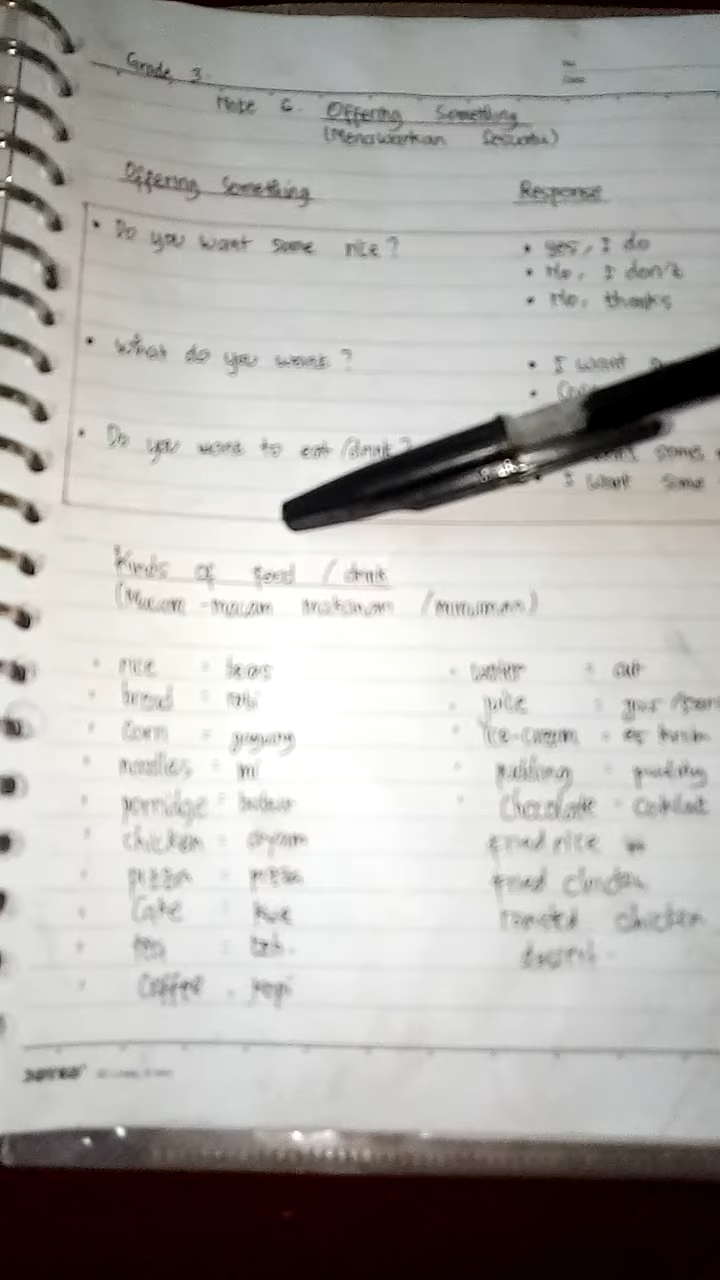 Grade 3.
Note 6. Offering Something
(Menawarkan Sesuatu)
Offering Something Response
• Do you want some rice? • Yes, I do
• No, I don't
• No, thanks
• What do you want? • I want
• Do you want to eat /drink? some
• I want some
Kinds of food / drink
(Macam-macam makanan /minuman)
• rice = beras • water = air
• bread = roti • juice = jus
• Corn = jagung • ice-cream = es krim
• noodles = mi • pudding = puding
• porridge = bubur • Chocolate = Coklat
• chicken = ayam fried rice
• pizza = pizza fried chicken
• Cake = kue roasted chicken
• tea = teh. dessert.
• Coffee = kopi